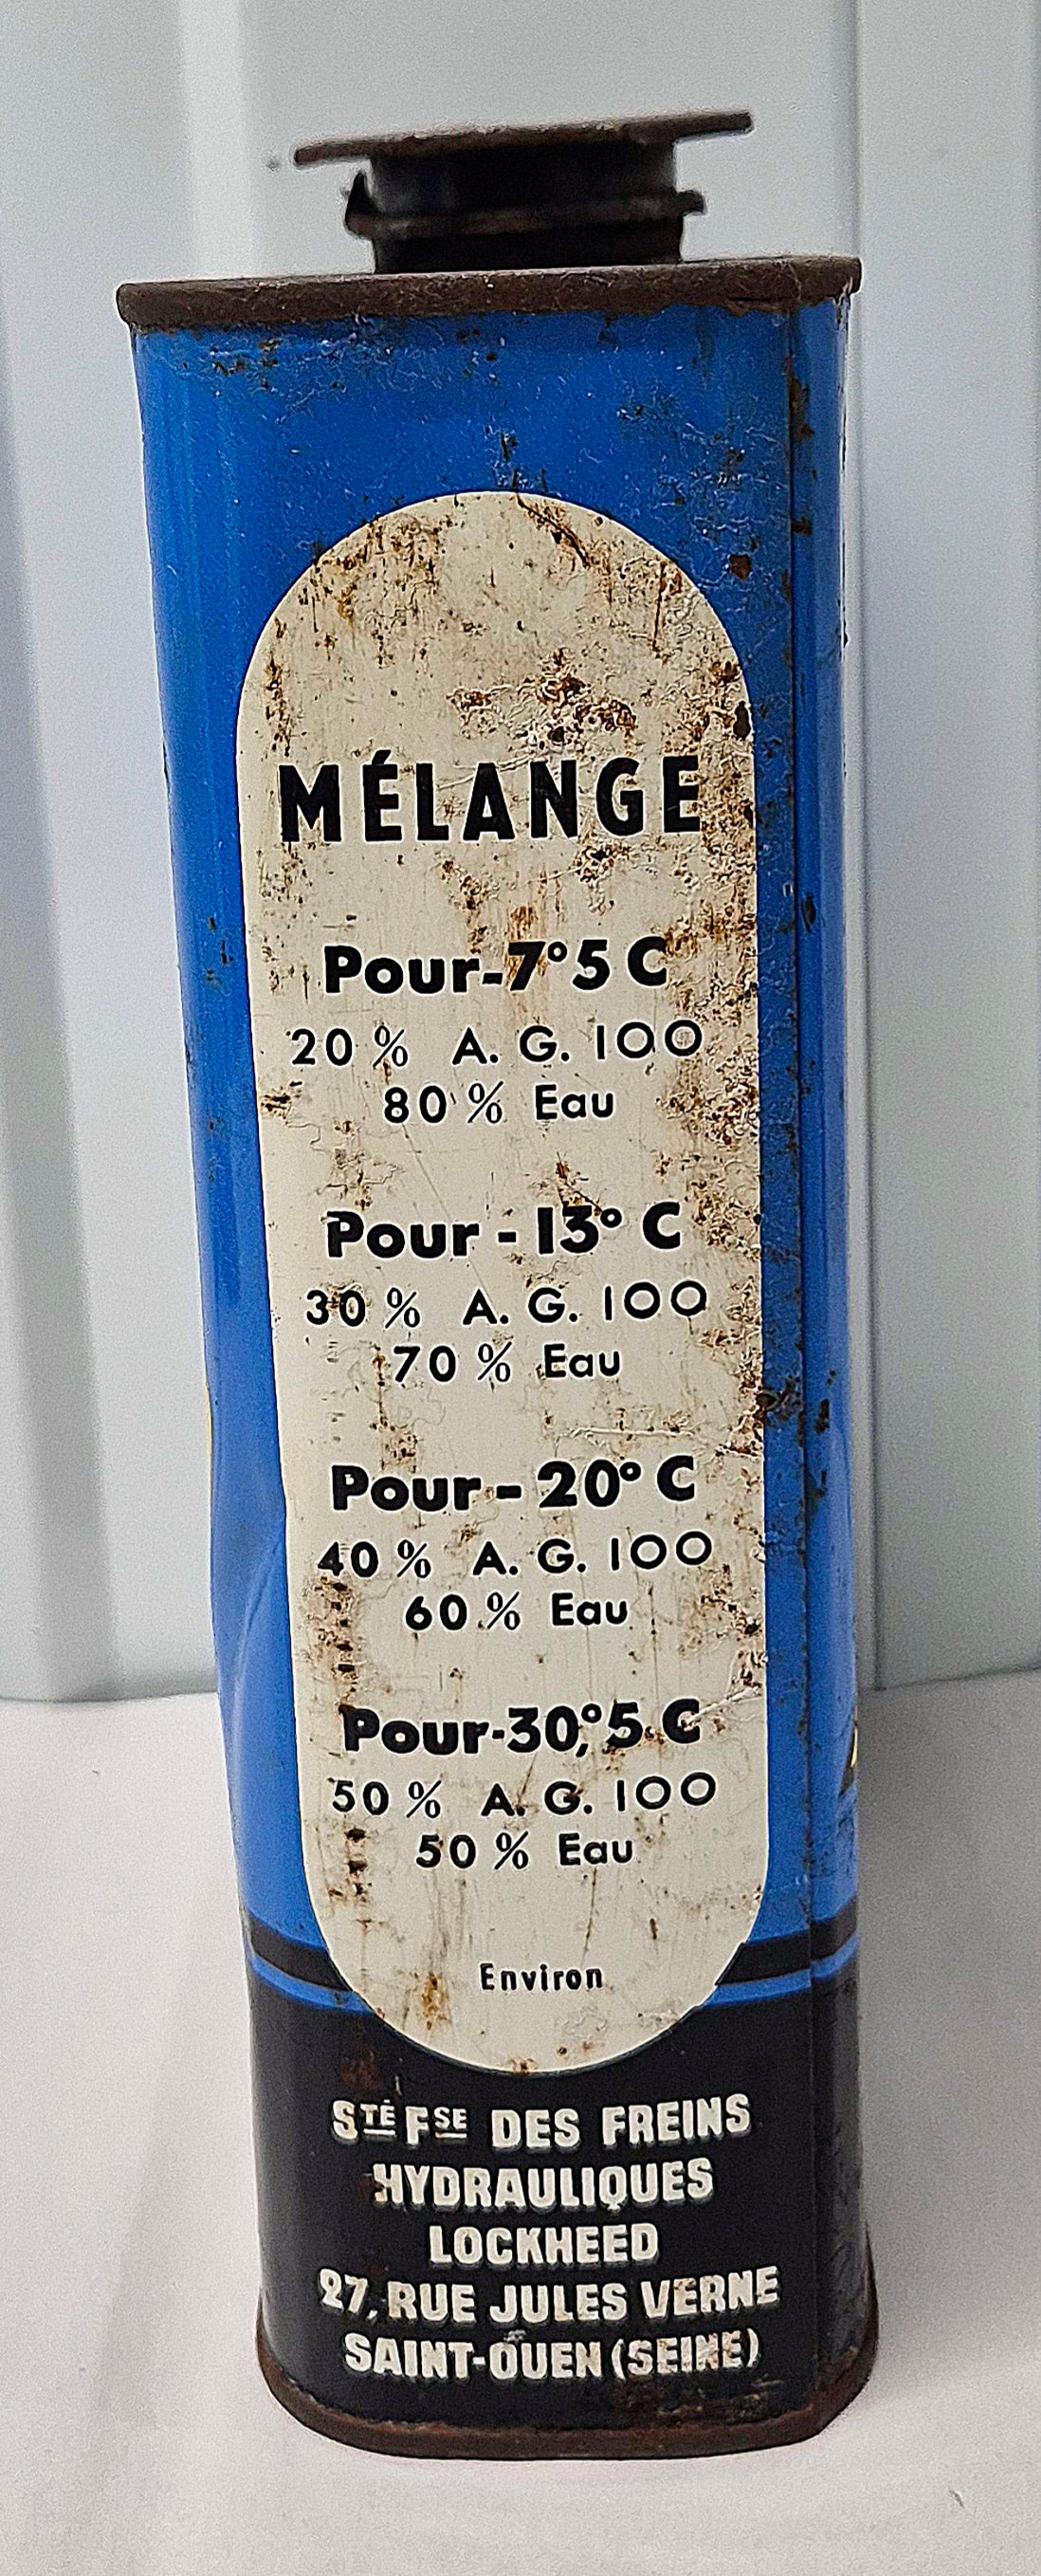 MÉLANGE
Pour-7°5 C
20 % A. G. 100
80 % Eau
Pour - 13° C
30 % A. G. 100
70 % Eau
Pour - 20° C
40 % A. G. 100
60 % Eau
Pour-30,°5 C
50 % A. G. 100
50 % Eau
Environ
STÉ FSE DES FREINS
HYDRAULIQUES
LOCKHEED
27, RUE JULES VERNE
SAINT-OUEN (SEINE)